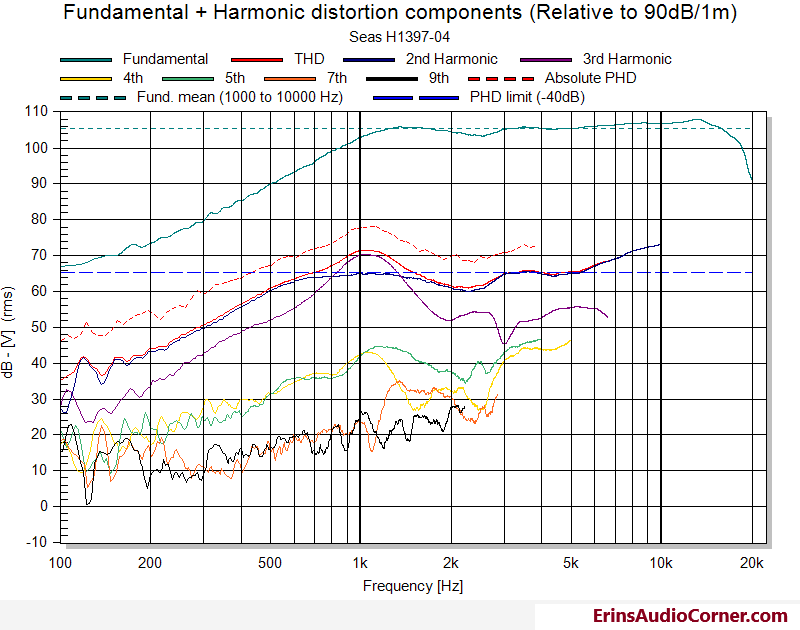 Fundamental + Harmonic distortion components (Relative to 90dB/1m)
Seas H1397-04
Fundamental THD 2nd Harmonic 3rd Harmonic
4th 5th 7th 9th Absolute PHD
Fund. mean (1000 to 10000 Hz) PHD limit (-40dB)
110
100
90
80
70
60
50
40
30
20
10
0
-10
dB - [V] (rms)
100 200 500 1k 2k 5k 10k 20k
Frequency [Hz]
ErinsAudioCorner.com